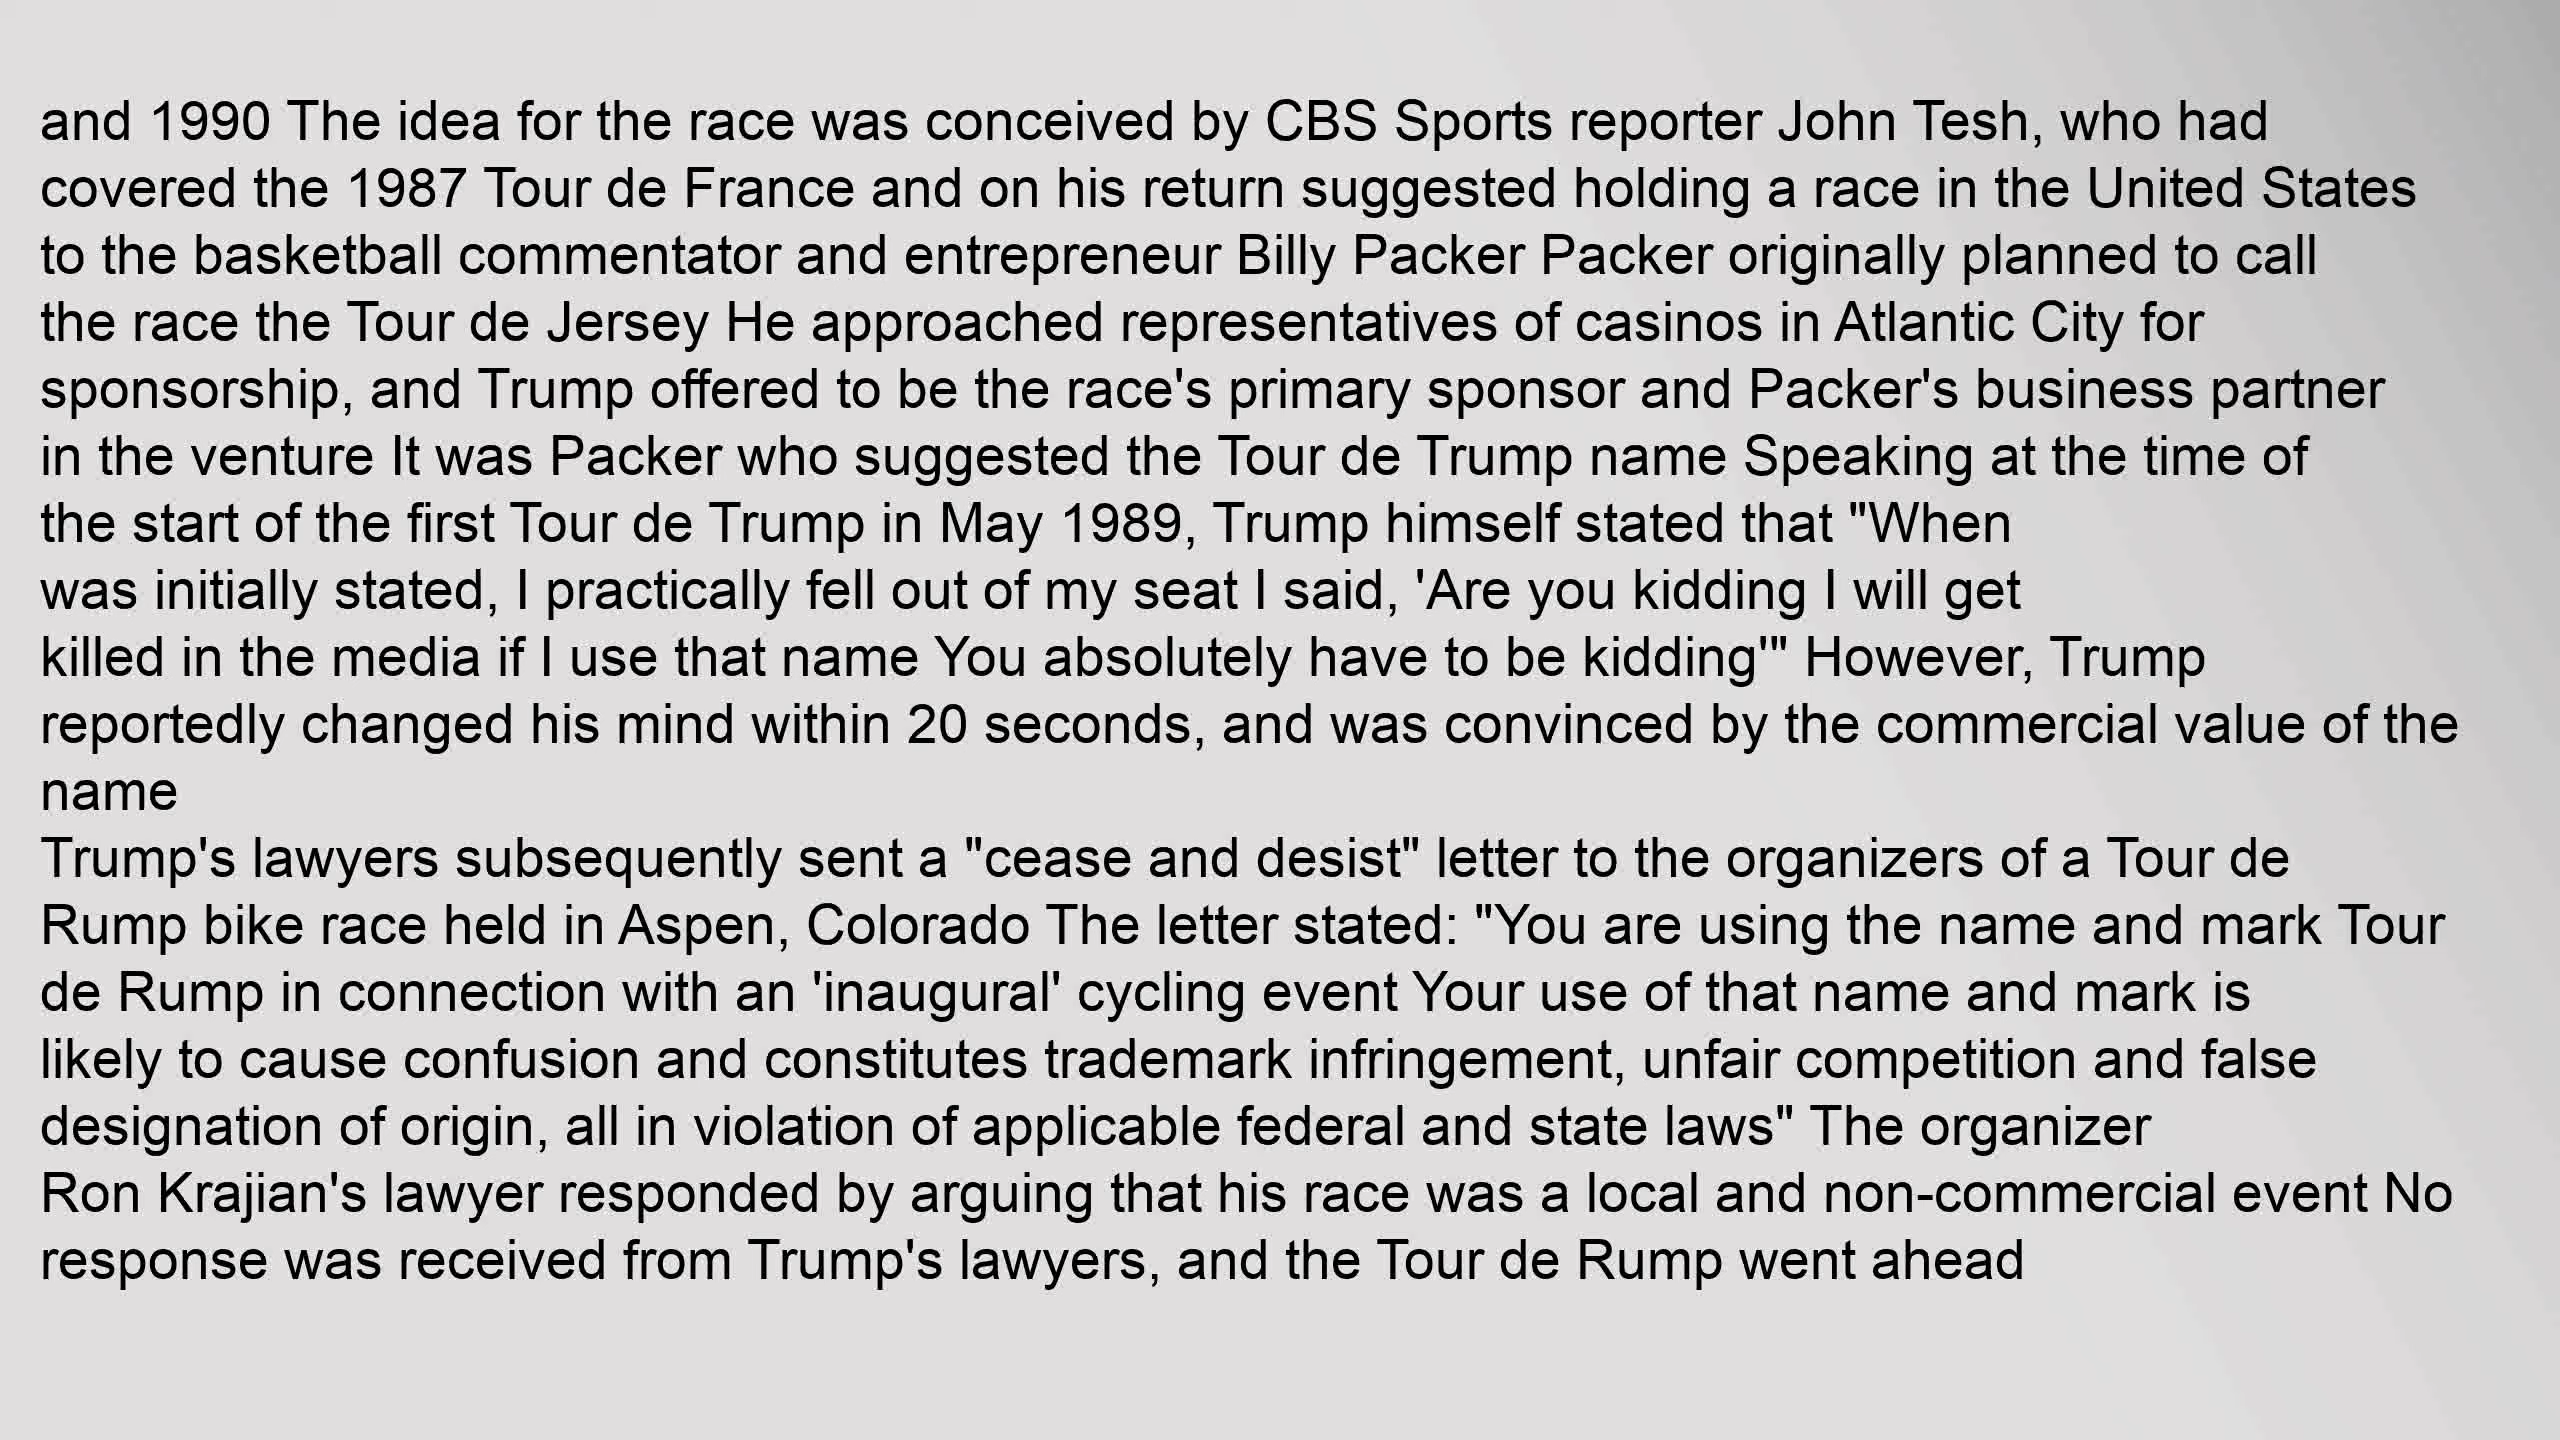 and 1990 The idea for the race was conceived by CBS Sports reporter John Tesh, who had
covered the 1987 Tour de France and on his return suggested holding a race in the United States
to the basketball commentator and entrepreneur Billy Packer Packer originally planned to call
the race the Tour de Jersey He approached representatives of casinos in Atlantic City for
sponsorship, and Trump offered to be the race's primary sponsor and Packer's business partner
in the venture It was Packer who suggested the Tour de Trump name Speaking at the time of
the start of the first Tour de Trump in May 1989, Trump himself stated that "When
was initially stated, I practically fell out of my seat I said, 'Are you kidding I will get
killed in the media if I use that name You absolutely have to be kidding'" However, Trump
reportedly changed his mind within 20 seconds, and was convinced by the commercial value of the
name
Trump's lawyers subsequently sent a "cease and desist" letter to the organizers of a Tour de
Rump bike race held in Aspen, Colorado The letter stated: "You are using the name and mark Tour
de Rump in connection with an 'inaugural' cycling event Your use of that name and mark is
likely to cause confusion and constitutes trademark infringement, unfair competition and false
designation of origin, all in violation of applicable federal and state laws" The organizer
Ron Krajian's lawyer responded by arguing that his race was a local and non-commercial event No
response was received from Trump's lawyers, and the Tour de Rump went ahead